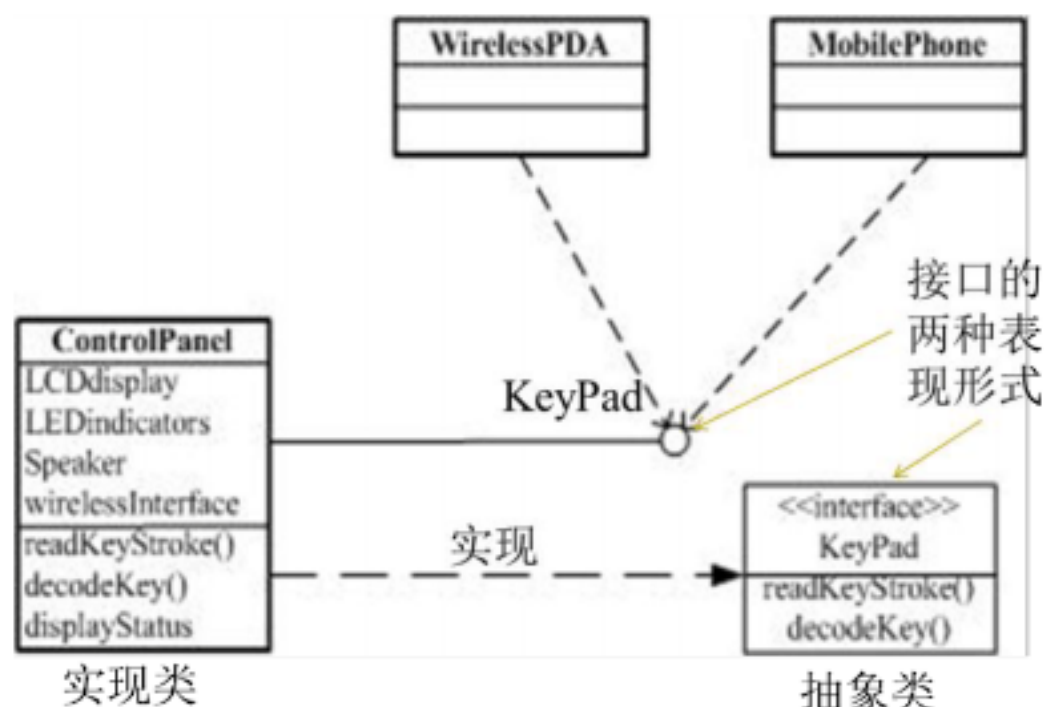 WirelessPDA
MobilePhone
接口的
两种表
现形式
KeyPad
ControlPanel
LCDdisplay
LEDindicators
Speaker
wirelessInterface
readKeyStroke()
decodeKey()
displayStatus
实现
<<interface>>
KeyPad
readKeyStroke()
decodeKey()
实现类
抽象类